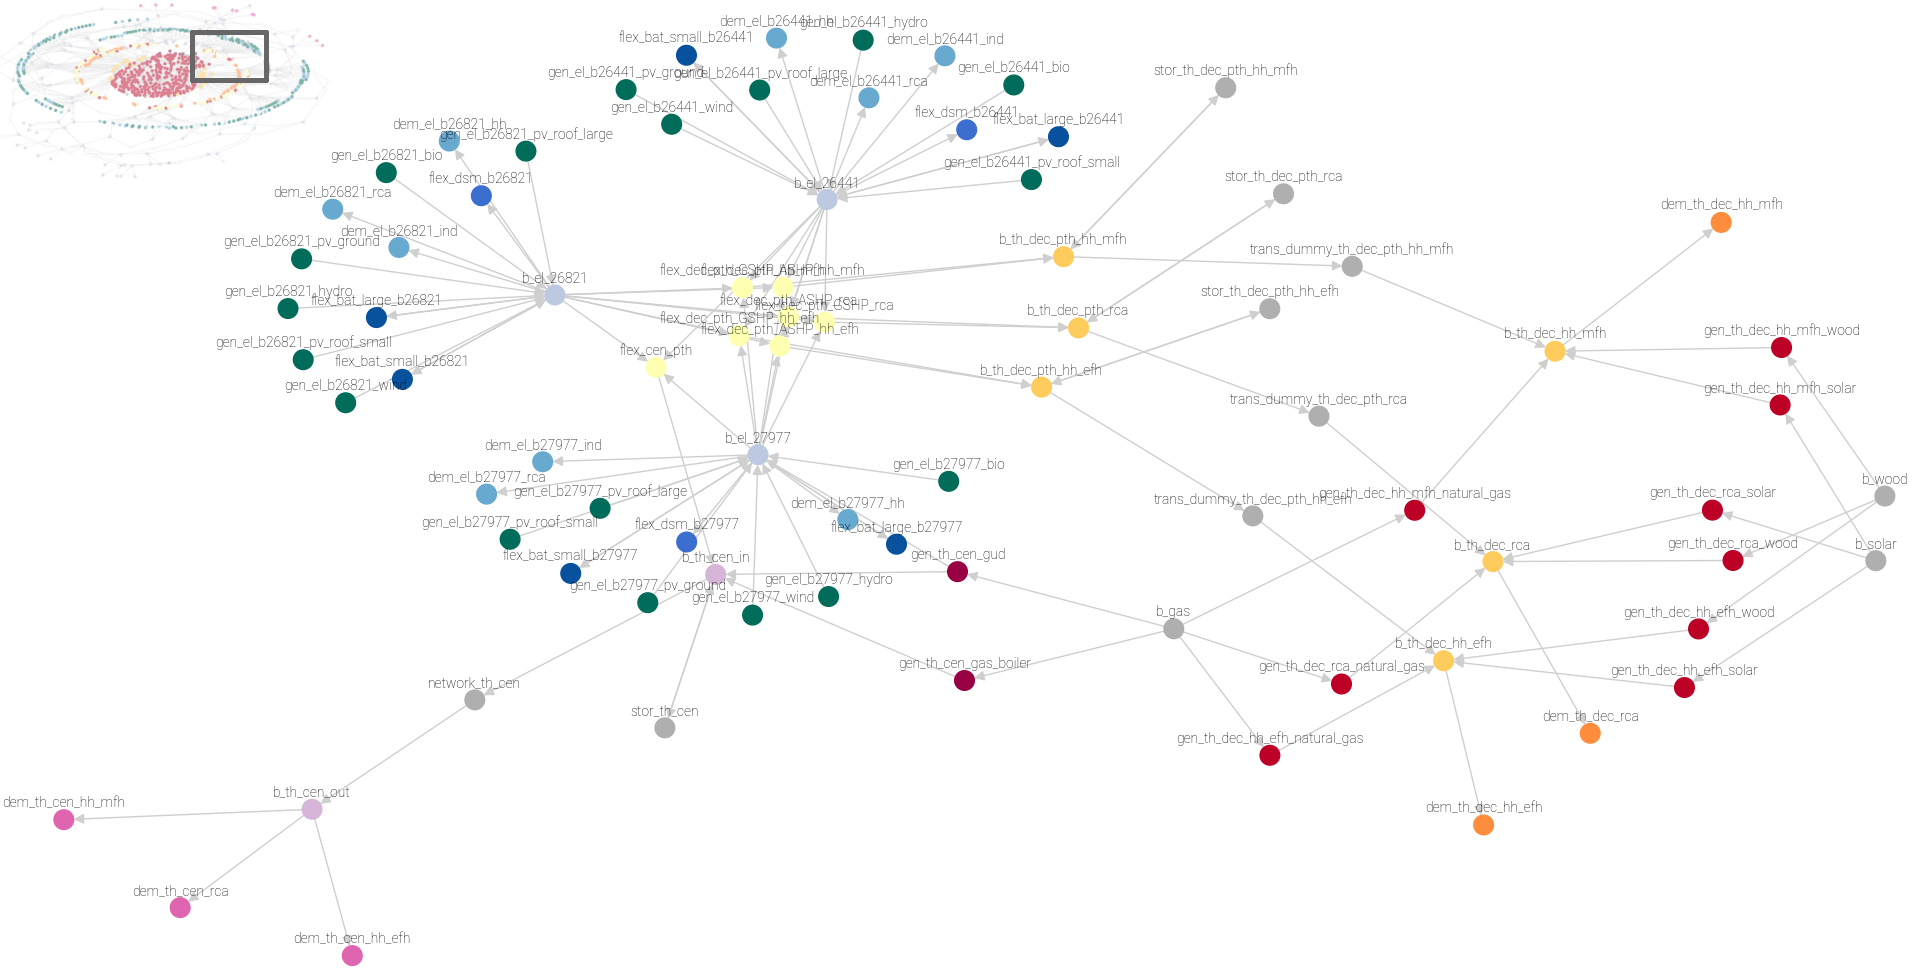 dem_el_b26441_hh
gen_el_b26441_hydro
flex_bat_small_b26441
dem_el_b26441_ind
gen_el_b26441_pv_ground
gen_el_b26441_pv_roof_large
gen_el_b26441_bio
stor_th_dec_pth_hh_mfh
dem_el_b26441_rca
gen_el_b26441_wind
flex_dsm_b26441
flex_bat_large_b26441
dem_el_b26821_hh
gen_el_b26821_pv_roof_large
gen_el_b26821_bio
gen_el_b26441_pv_roof_small
flex_dsm_b26821
b_el_26441
stor_th_dec_pth_rca
dem_el_b26821_rca
dem_th_dec_hh_mfh
dem_el_b26821_ind
gen_el_b26821_pv_ground
b_th_dec_pth_hh_mfh
trans_dummy_th_dec_pth_hh_mfh
flex_dec_pth_GSHP_hh_mfh
flex_dec_pth_ASHP_hh_mfh
b_el_26821
gen_el_b26821_hydro
flex_bat_large_b26821
stor_th_dec_pth_hh_efh
flex_dec_pth_ASHP_rca
flex_dec_pth_GSHP_rca
b_th_dec_pth_rca
flex_dec_pth_GSHP_hh_efh
flex_dec_pth_ASHP_hh_efh
b_th_dec_hh_mfh
gen_th_dec_hh_mfh_wood
gen_el_b26821_pv_roof_small
flex_cen_pth
flex_bat_small_b26821
b_th_dec_pth_hh_efh
gen_el_b26821_wind
gen_th_dec_hh_mfh_solar
trans_dummy_th_dec_pth_rca
b_el_27977
dem_el_b27977_ind
gen_el_b27977_bio
dem_el_b27977_rca
b_wood
gen_el_b27977_pv_roof_large
dem_el_b27977_hh
trans_dummy_th_dec_pth_hh_efh
gen_th_dec_hh_mfh_natural_gas
gen_th_dec_rca_solar
gen_el_b27977_pv_roof_small
flex_dsm_b27977
flex_bat_large_b27977
b_th_dec_rca
gen_th_dec_rca_wood
b_solar
flex_bat_small_b27977
b_th_cen_in
gen_th_cen_gud
gen_el_b27977_pv_ground
gen_el_b27977_hydro
gen_el_b27977_wind
b_gas
gen_th_dec_hh_efh_wood
b_th_dec_hh_efh
gen_th_cen_gas_boiler
gen_th_dec_rca_natural_gas
gen_th_dec_hh_efh_solar
network_th_cen
stor_th_cen
dem_th_dec_rca
gen_th_dec_hh_efh_natural_gas
b_th_cen_out
dem_th_cen_hh_mfh
dem_th_dec_hh_efh
dem_th_cen_rca
dem_th_cen_hh_efh